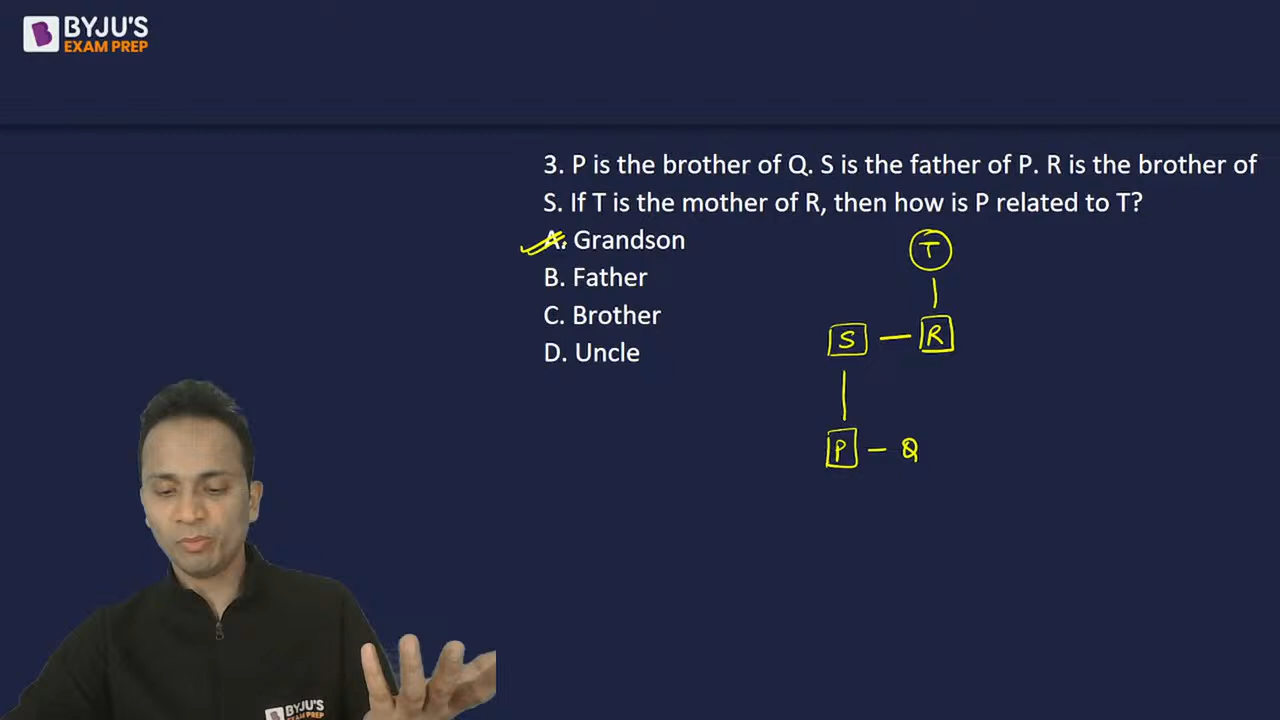 BYJU'S
EXAM PREP
3. P is the brother of Q. S is the father of P. R is the brother of
S. If T is the mother of R, then how is P related to T?
A. Grandson
B. Father
C. Brother
D. Uncle
T
S — R
P — Q
BYJU'S
EXAM PREP